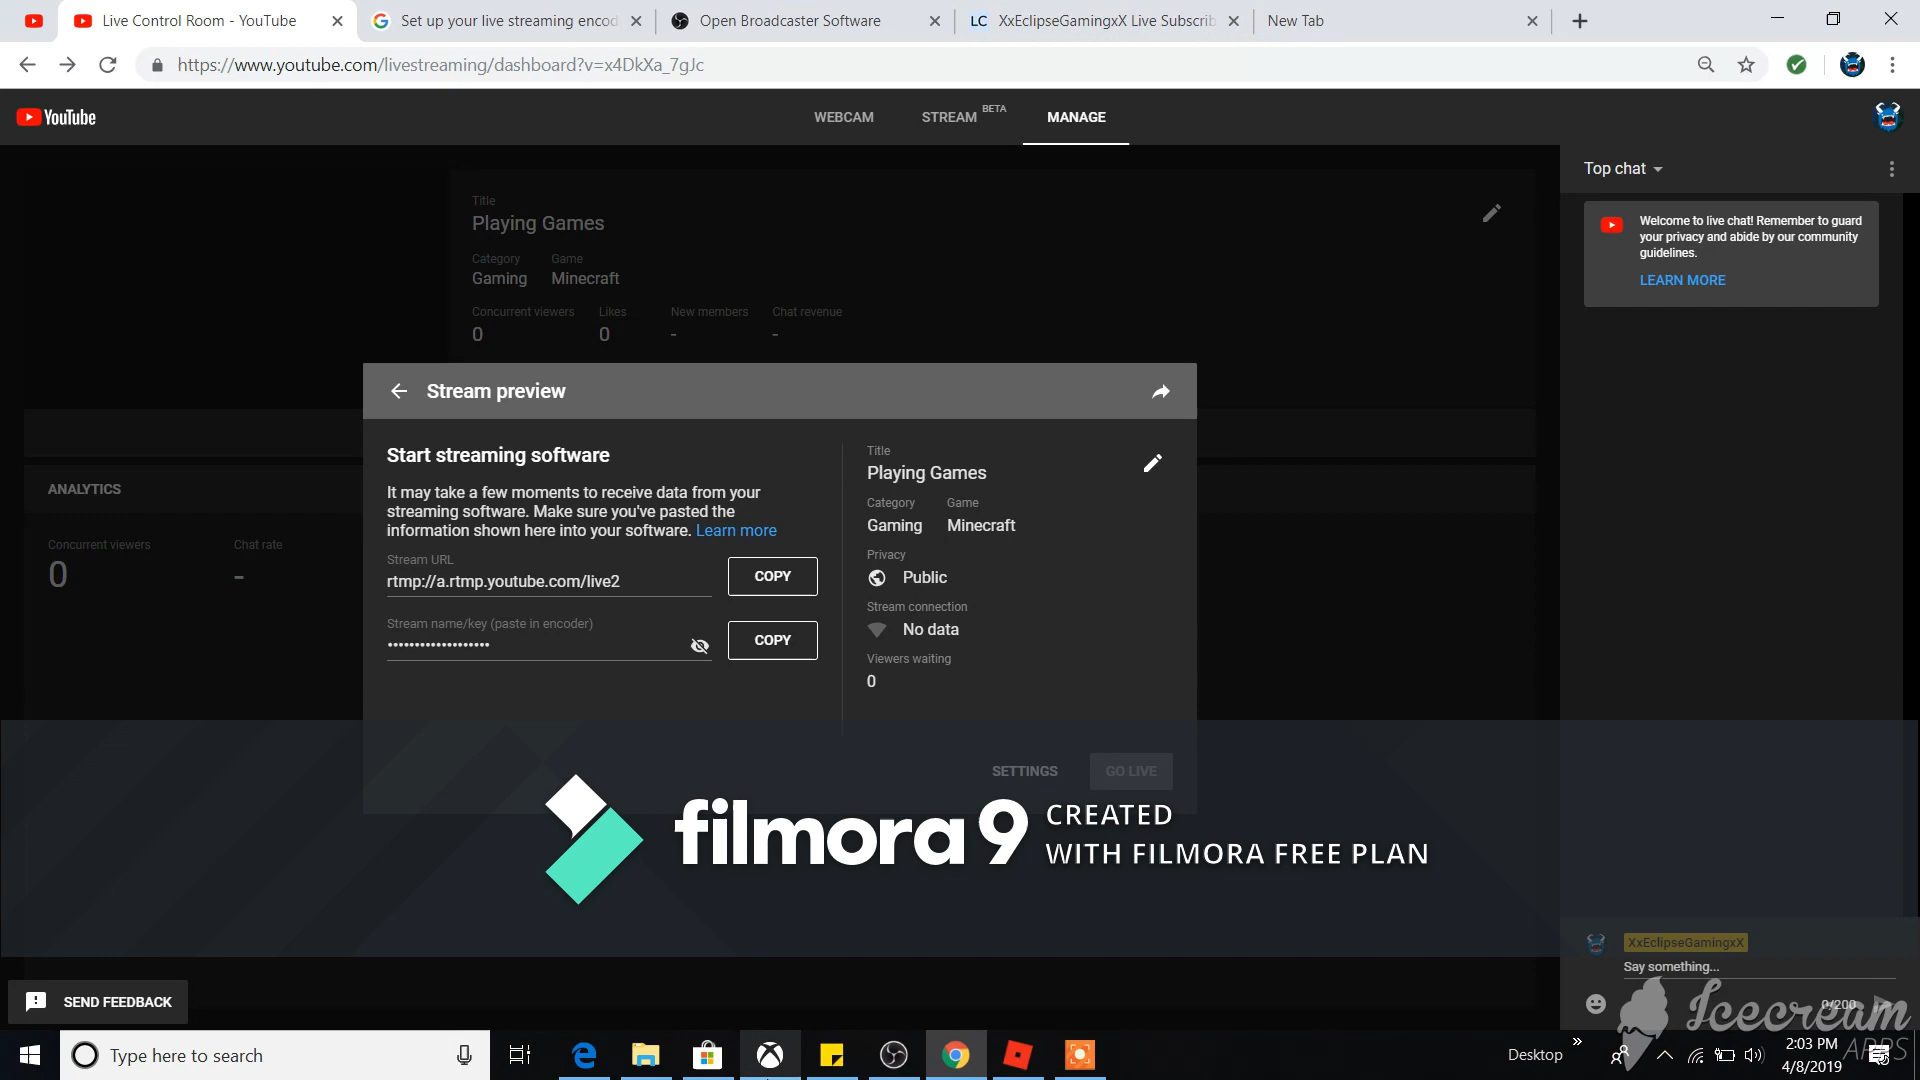 Live Control Room - YouTube
Set up your live streaming encod
Open Broadcaster Software
LC XxEclipseGamingxX Live Subscrib
New Tab
https://www.youtube.com/livestreaming/dashboard?v=x4DkXa_7gJc
YouTube
WEBCAM
STREAM BETA
MANAGE
Title
Playing Games
Category Game
Gaming Minecraft
Concurrent viewers Likes New members Chat revenue
0 0 - -
Top chat
Welcome to live chat! Remember to guard
your privacy and abide by our community
guidelines.
LEARN MORE
Stream preview
Start streaming software
It may take a few moments to receive data from your
streaming software. Make sure you've pasted the
information shown here into your software. Learn more
Stream URL
rtmp://a.rtmp.youtube.com/live2
COPY
Stream name/key (paste in encoder)
•••••••••••••••••••
COPY
Title
Playing Games
Category Game
Gaming Minecraft
Privacy
Public
Stream connection
No data
Viewers waiting
0
SETTINGS
GO LIVE
ANALYTICS
Concurrent viewers Chat rate
0 -
filmora9 CREATED
WITH FILMORA FREE PLAN
XxEclipseGamingxX
Say something...
0/200
SEND FEEDBACK
Icecream
APPS
Type here to search
Desktop
2:03 PM
4/8/2019